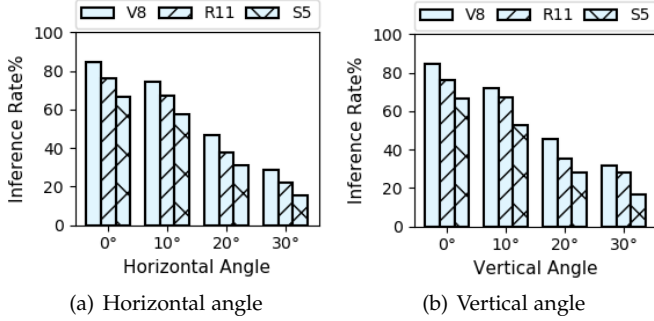 V8 R11 S5
100
80
60
40
20
0
Inference Rate%
0° 10° 20° 30°
Horizontal Angle
(a) Horizontal angle
V8 R11 S5
100
80
60
40
20
0
Inference Rate%
0° 10° 20° 30°
Vertical Angle
(b) Vertical angle